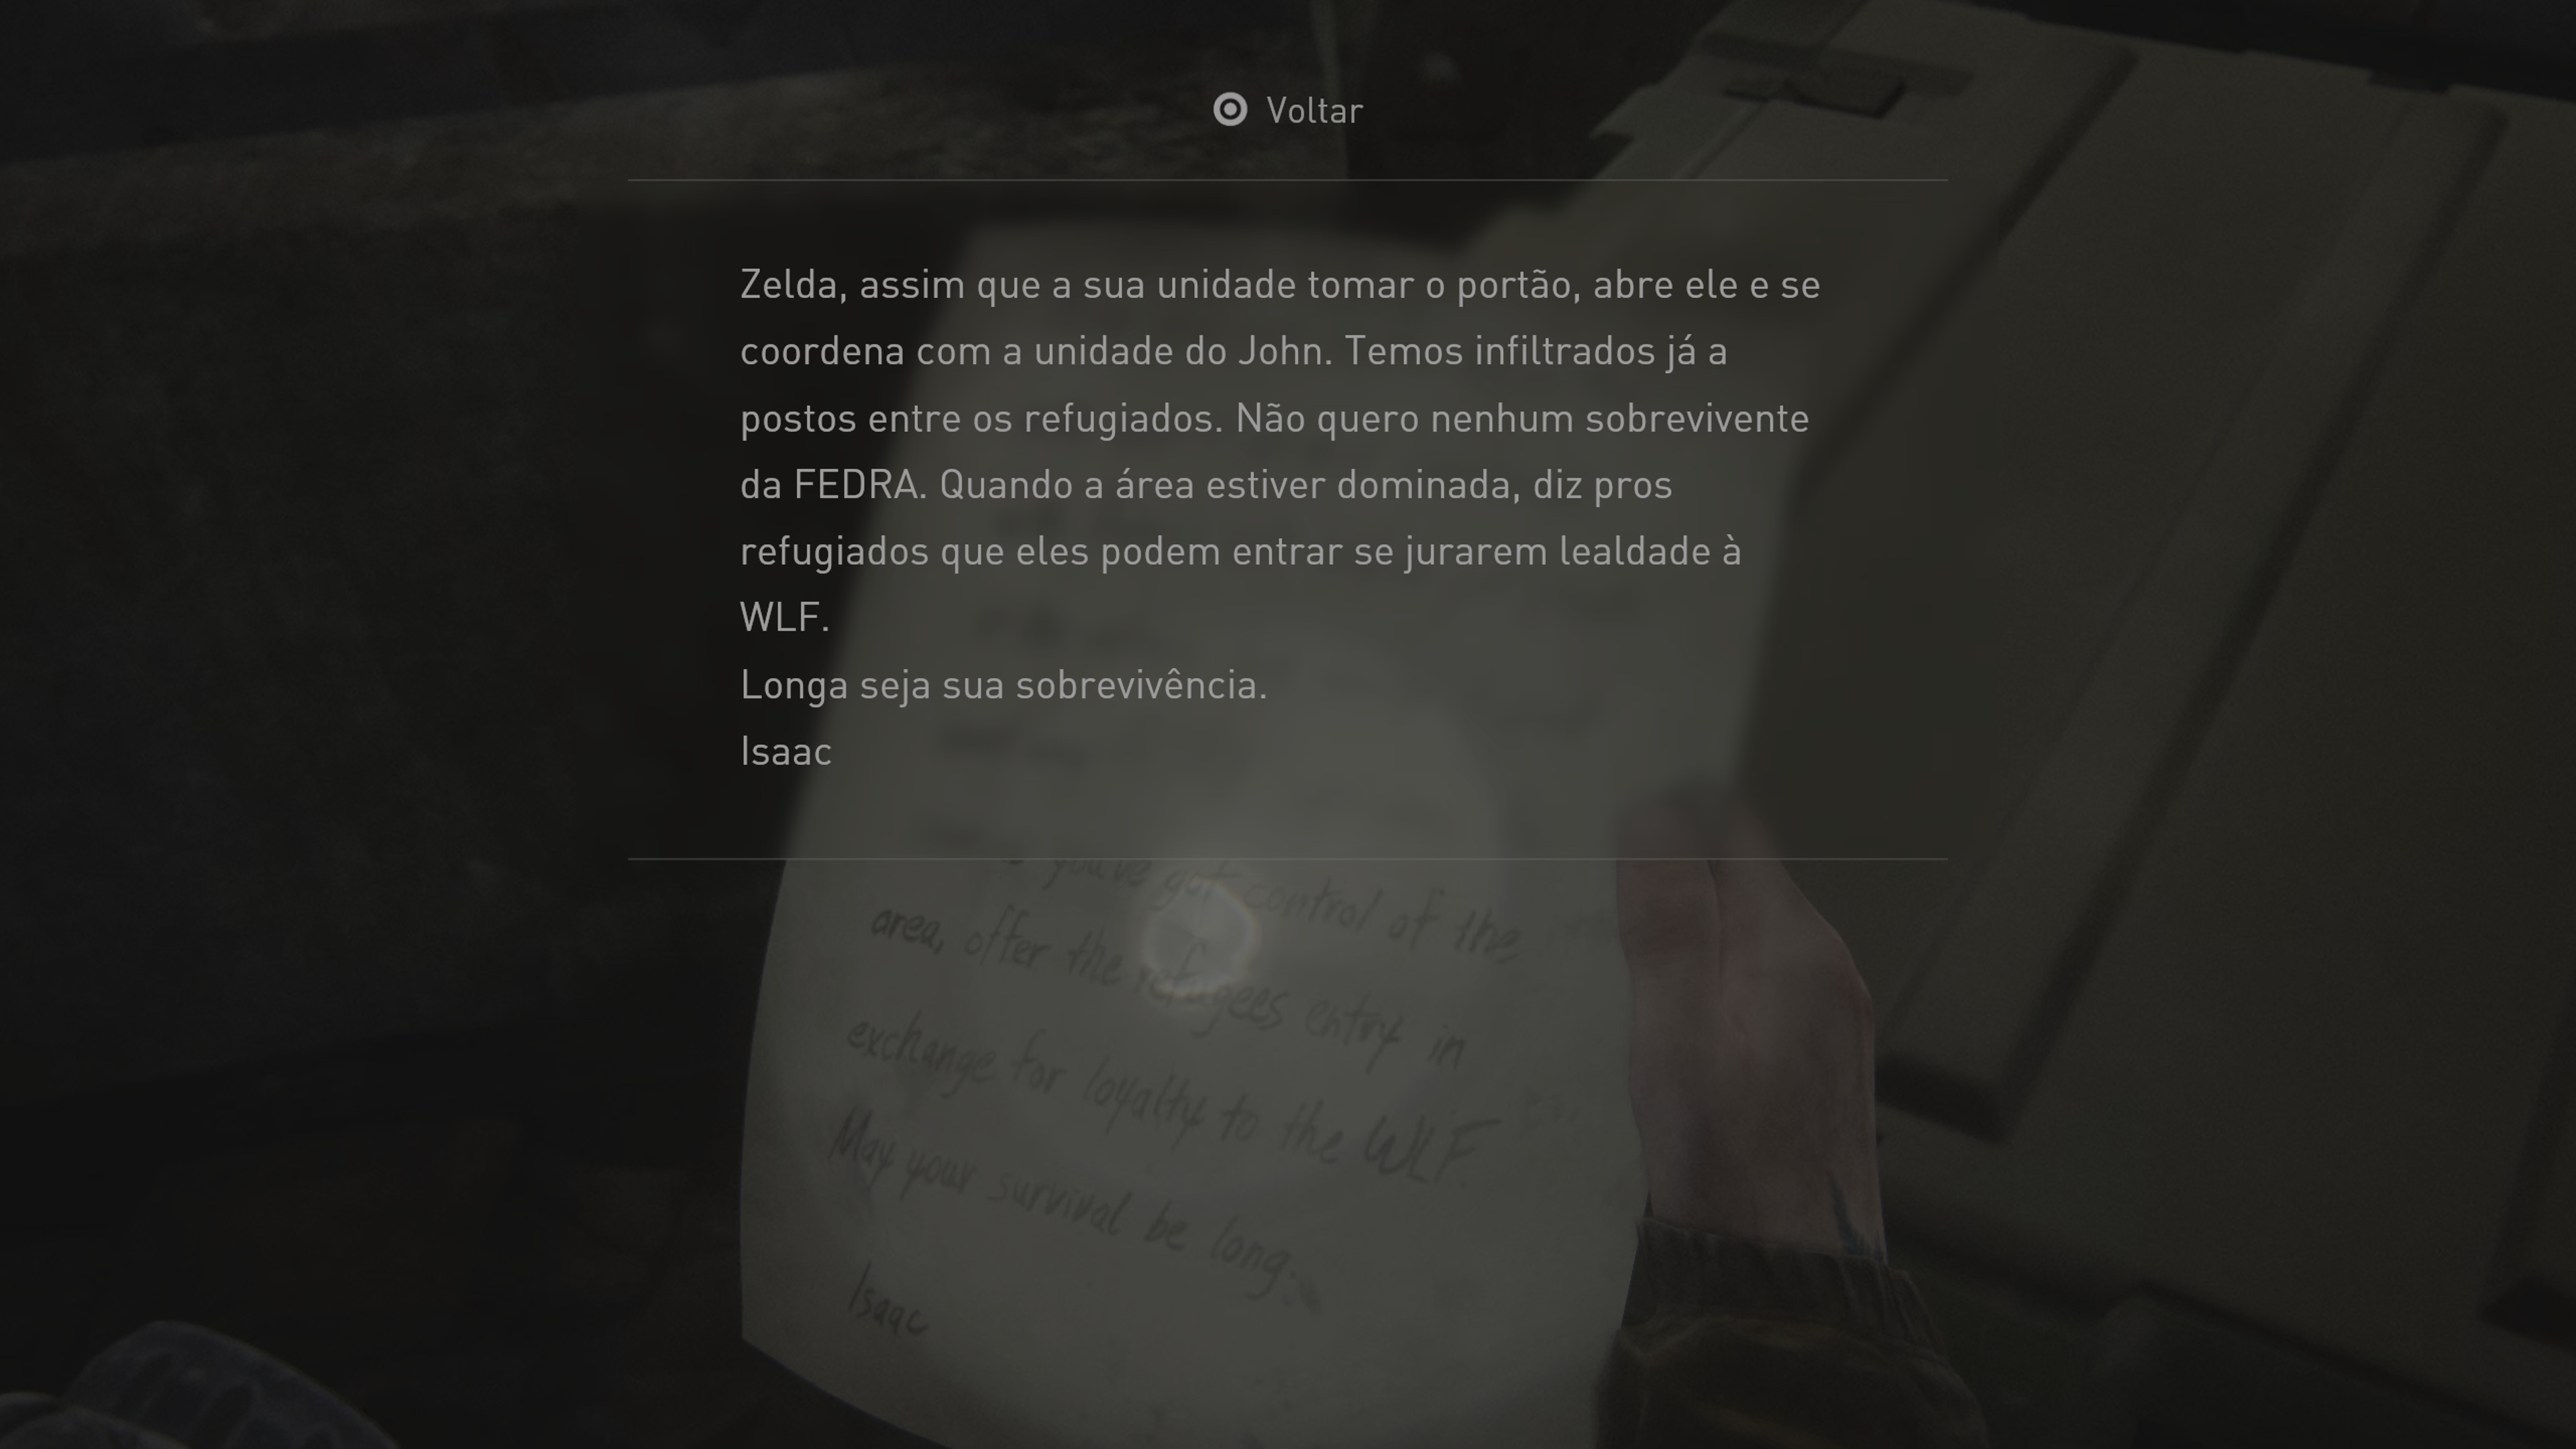 Voltar
Zelda, assim que a sua unidade tomar o portão, abre ele e se
coordena com a unidade do John. Temos infiltrados já a
postos entre os refugiados. Não quero nenhum sobrevivente
da FEDRA. Quando a área estiver dominada, diz pros
refugiados que eles podem entrar se jurarem lealdade à
WLF.
Longa seja sua sobrevivência.
Isaac
you've got control of the
area, offer the refugees entry in
exchange for loyalty to the WLF.
May your survival be long.
Isaac